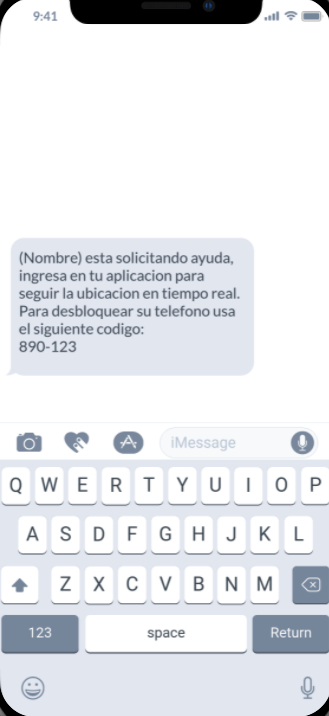 9:41
(Nombre) esta solicitando ayuda,
ingresa en tu aplicacion para
seguir la ubicacion en tiempo real.
Para desbloquear su telefono usa
el siguiente codigo:
890-123
iMessage
Q W E R T Y U I O P
A S D F G H J K L
Z X C V B N M
123 space Return